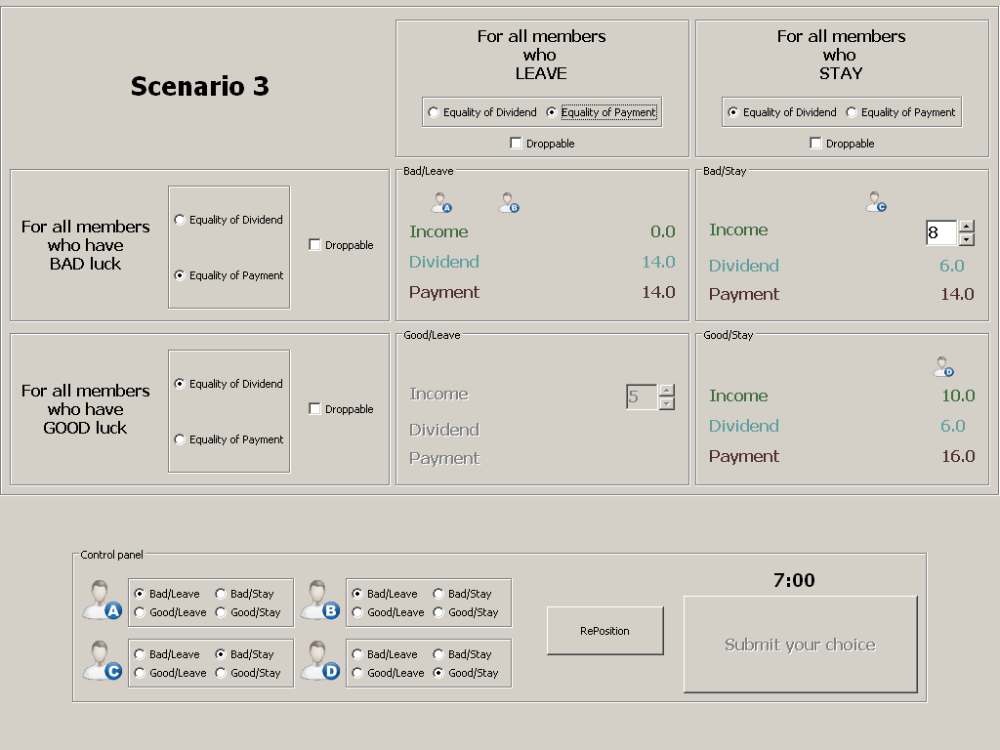 Scenario 3
For all members
who
LEAVE
Equality of Dividend Equality of Payment
Droppable
For all members
who
STAY
Equality of Dividend Equality of Payment
Droppable
For all members
who have
BAD luck
Equality of Dividend
Equality of Payment
Droppable
Bad/Leave
A B
Income 0.0
Dividend 14.0
Payment 14.0
Bad/Stay
C
Income 8
Dividend 6.0
Payment 14.0
For all members
who have
GOOD luck
Equality of Dividend
Equality of Payment
Droppable
Good/Leave
Income 5
Dividend
Payment
Good/Stay
D
Income 10.0
Dividend 6.0
Payment 16.0
Control panel
A
Bad/Leave Bad/Stay
Good/Leave Good/Stay
B
Bad/Leave Bad/Stay
Good/Leave Good/Stay
C
Bad/Leave Bad/Stay
Good/Leave Good/Stay
D
Bad/Leave Bad/Stay
Good/Leave Good/Stay
RePosition
7:00
Submit your choice